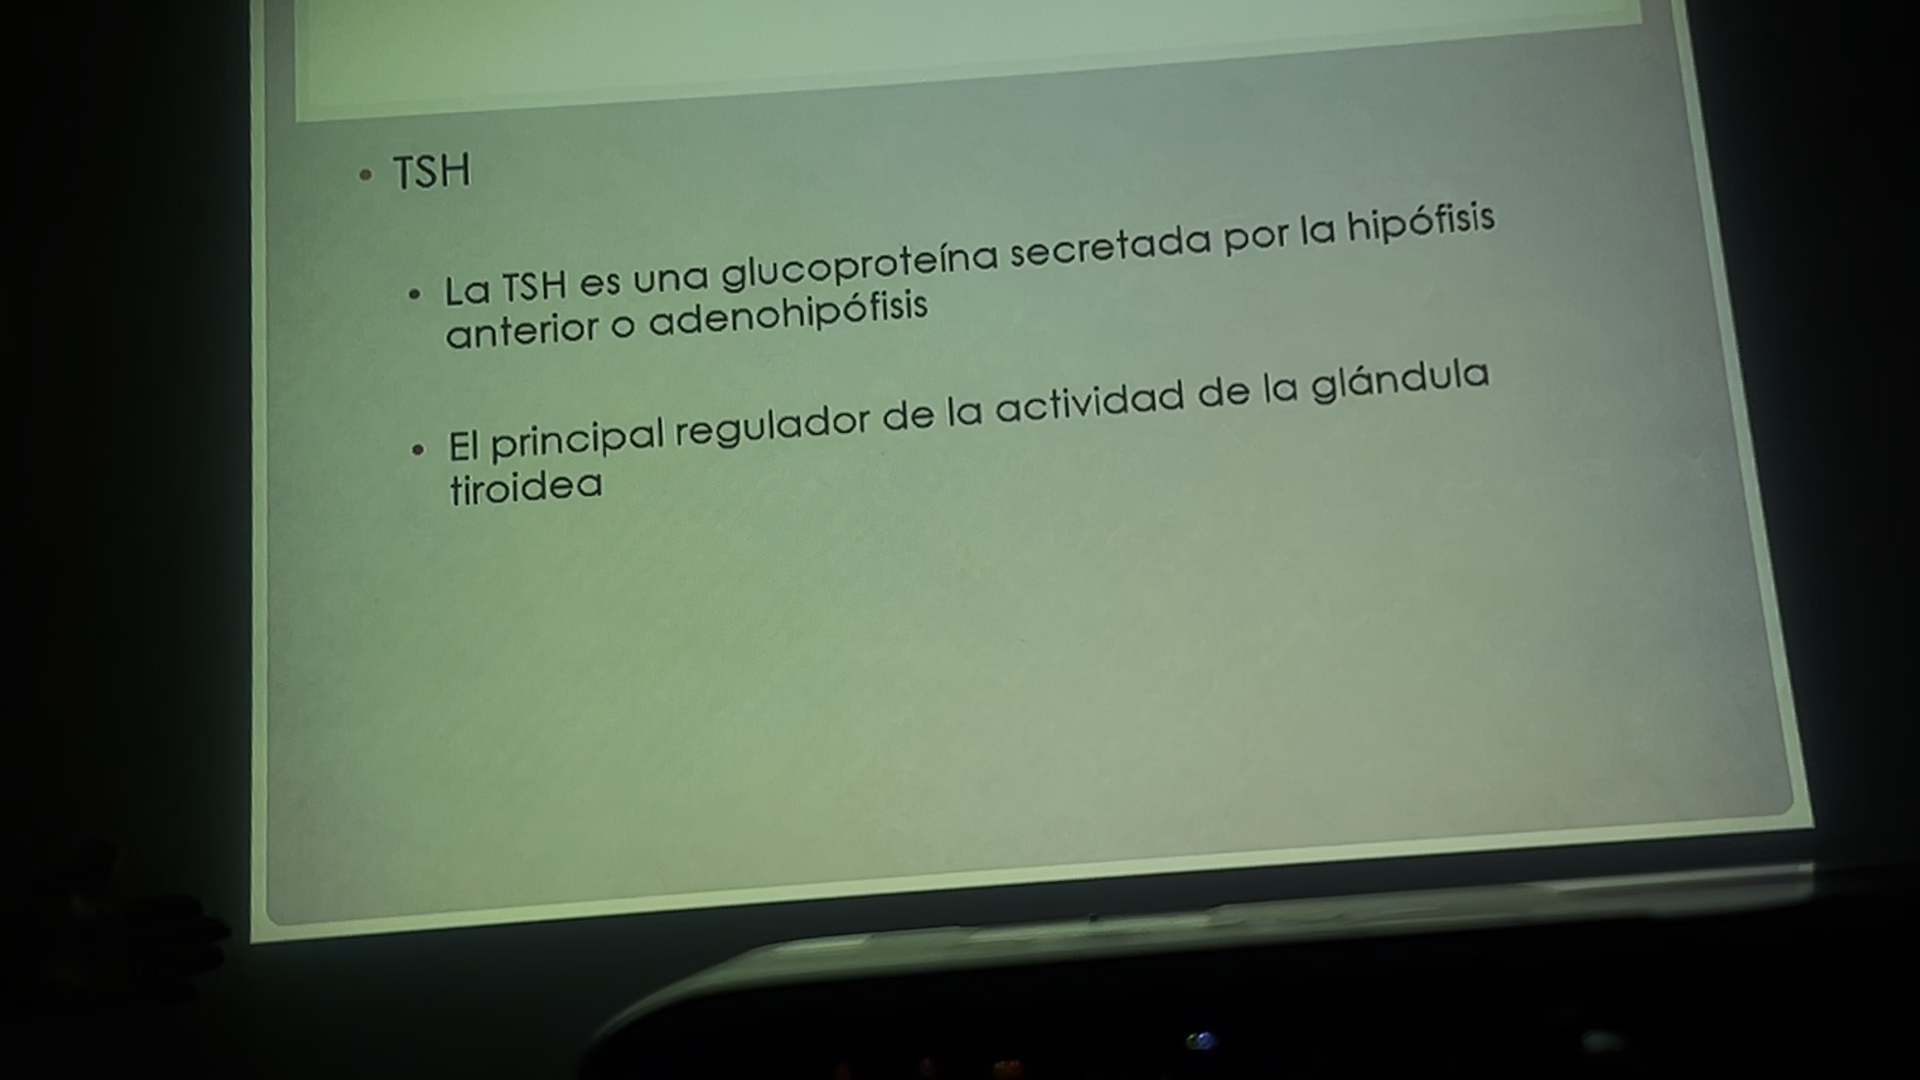 • TSH
• La TSH es una glucoproteína secretada por la hipófisis
anterior o adenohipófisis
• El principal regulador de la actividad de la glándula
tiroidea